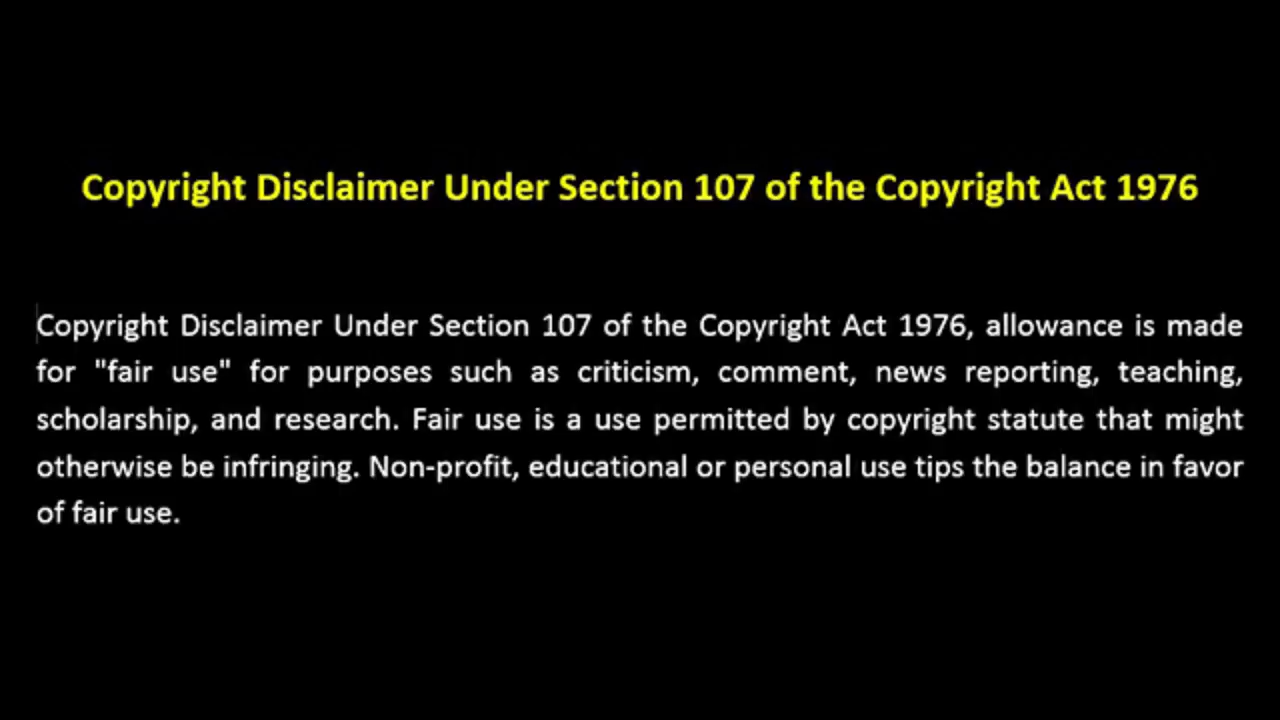 Copyright Disclaimer Under Section 107 of the Copyright Act 1976
Copyright Disclaimer Under Section 107 of the Copyright Act 1976, allowance is made
for "fair use" for purposes such as criticism, comment, news reporting, teaching,
scholarship, and research. Fair use is a use permitted by copyright statute that might
otherwise be infringing. Non-profit, educational or personal use tips the balance in favor
of fair use.